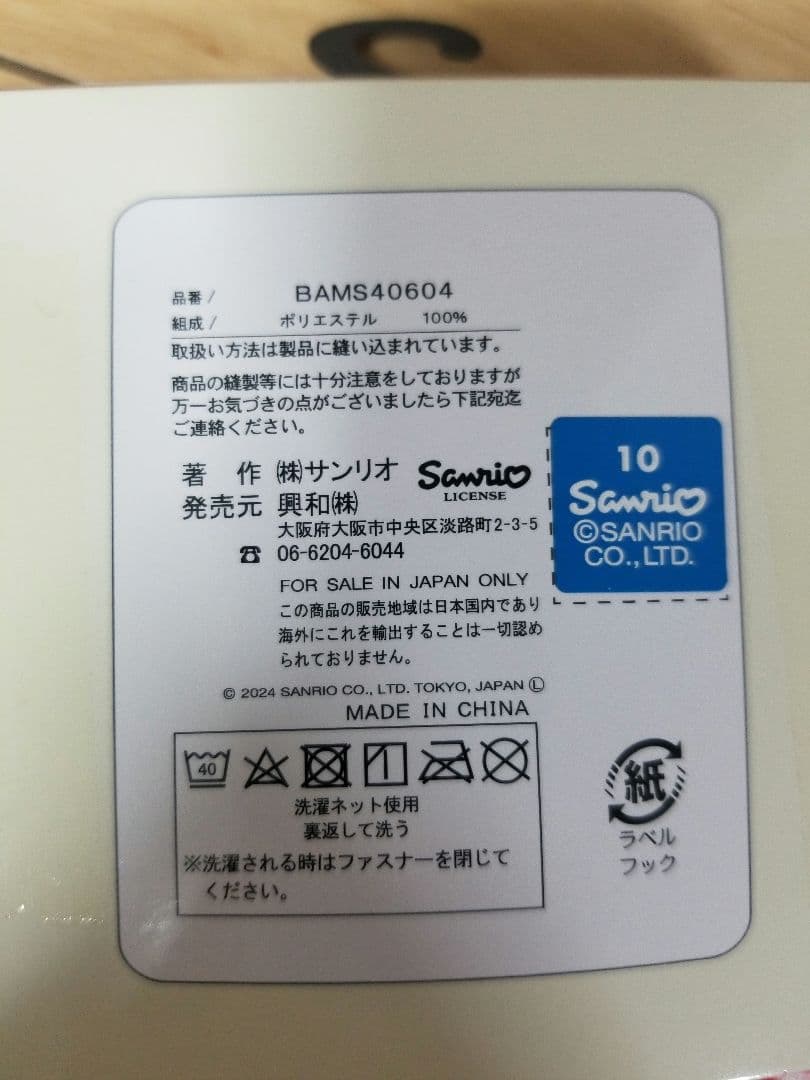 品番/ BAMS40604
組成/ ポリエステル 100%
取扱い方法は製品に縫い込まれています。
商品の縫製等には十分注意をしておりますが
万一お気づきの点がございましたら下記宛迄
ご連絡ください。
著 作 ㈱サンリオ Sanrio
LICENSE
発売元 興和㈱
大阪府大阪市中央区淡路町2-3-5
☎ 06-6204-6044
FOR SALE IN JAPAN ONLY
この商品の販売地域は日本国内であり
海外にこれを輸出することは一切認め
られておりません。
© 2024 SANRIO CO., LTD. TOKYO, JAPAN Ⓛ
MADE IN CHINA
10
Sanrio
©SANRIO
CO.,LTD.
40
洗濯ネット使用
裏返して洗う
※洗濯される時はファスナーを閉じて
ください。
紙
ラベル
フック